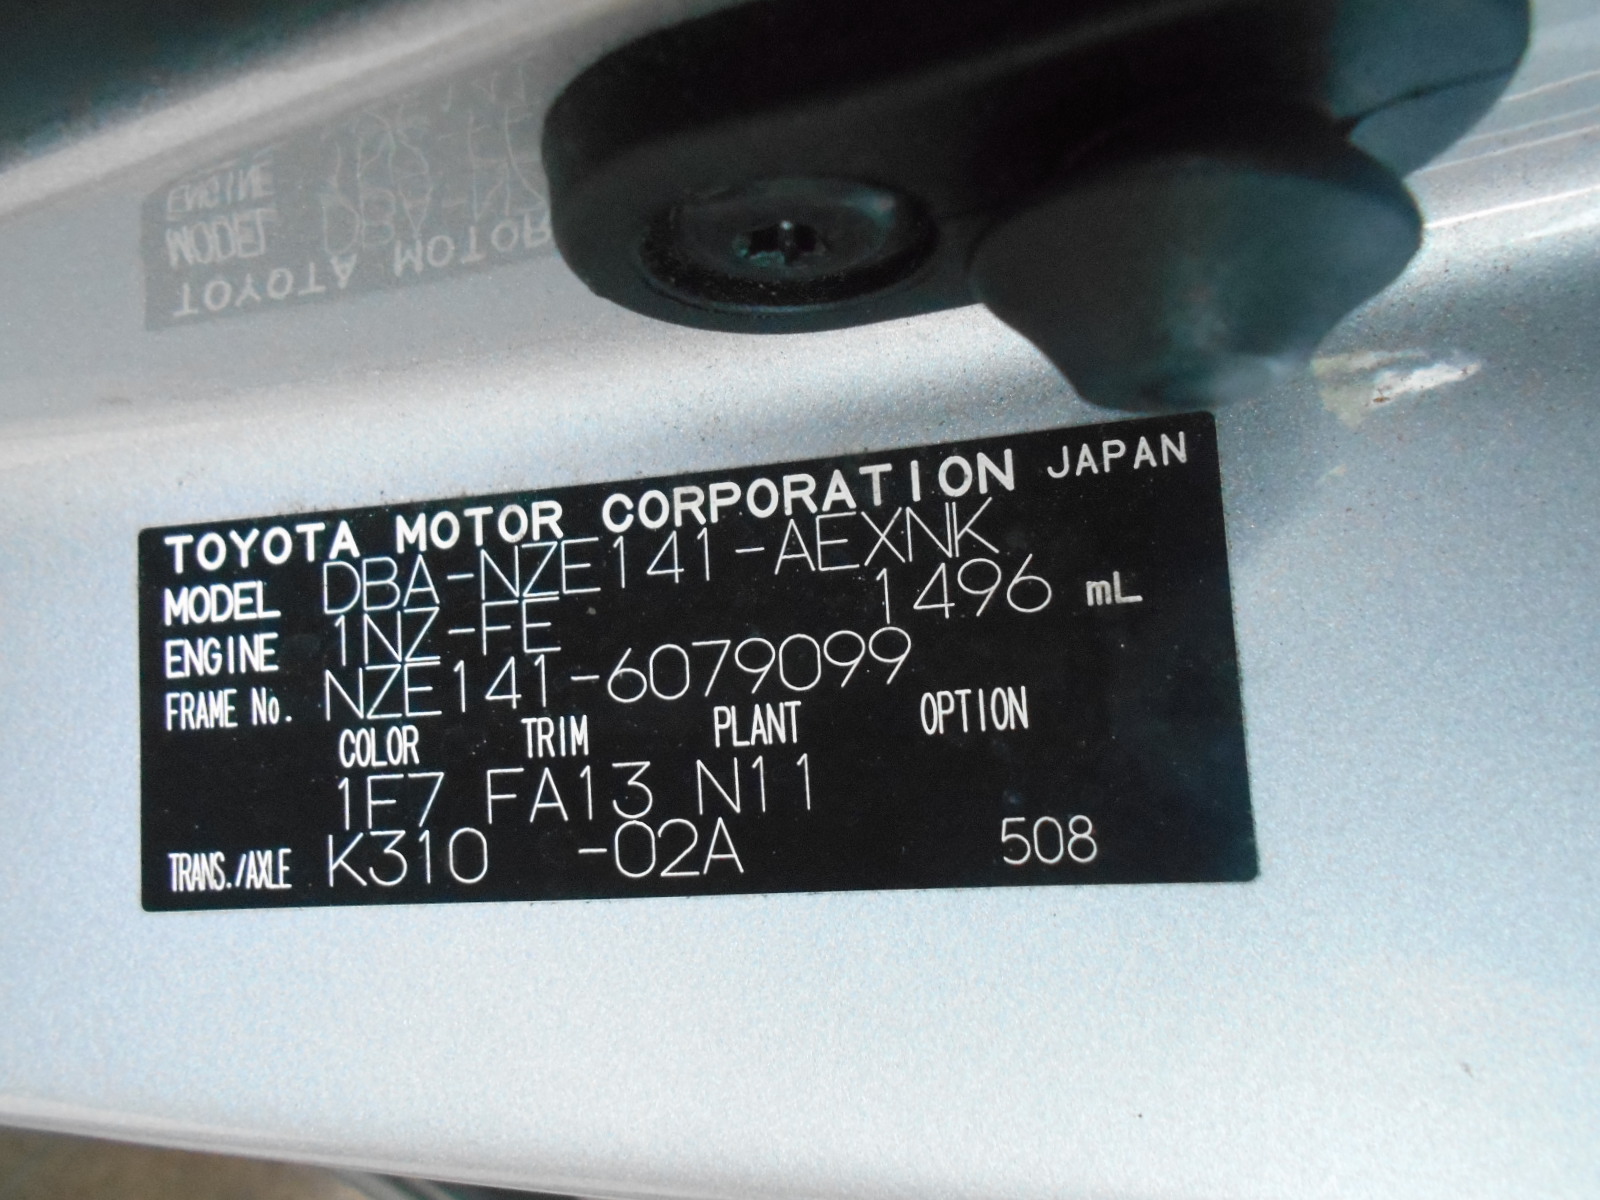 TOYOTA MOTOR CORPORATION JAPAN
MODEL DBA-NZE141-AEXNK
ENGINE 1NZ-FE 1496 mL
FRAME No. NZE141-6079099
COLOR TRIM PLANT OPTION
1F7 FA13 N11
TRANS./AXLE K310 -02A 508